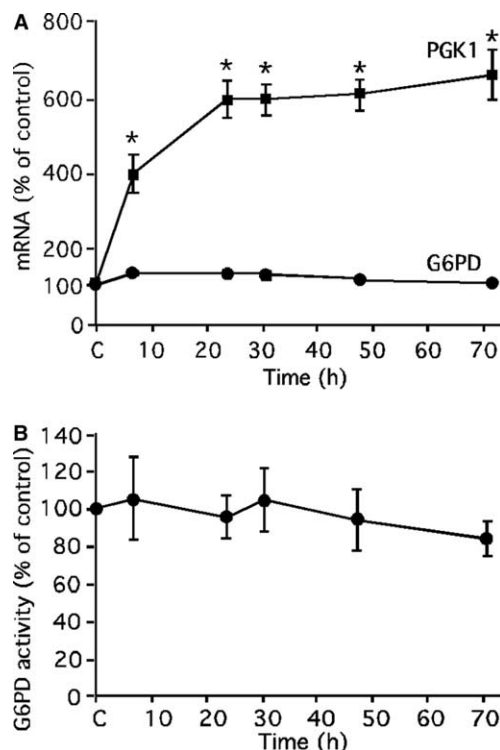 A
mRNA (% of control)
800
600
400
200
100
0
PGK1
G6PD
* * * * *
C 10 20 30 40 50 60 70
Time (h)
B
G6PD activity (% of control)
140
120
100
80
60
40
20
0
C 10 20 30 40 50 60 70
Time (h)